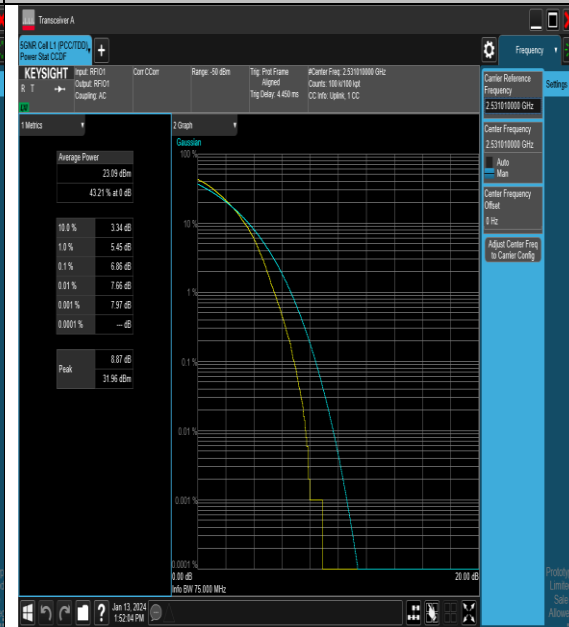 Transceiver A
5GNR Cell L1 (PCC/TDD),
Power Stat CCDF
Frequency
KEYSIGHT
R T
Input: RFIO1
Output: RFIO1
Coupling: AC
Corr CCorr
Range: -50 dBm
Trig: Prot Frame
Aligned
Trig Delay: 4.450 ms
#Center Freq: 2.531010000 GHz
Counts: 100 k/100 kpt
CC Info: Uplink, 1 CC
Carrier Reference
Frequency
2.531010000 GHz
Settings
1 Metrics
2 Graph
Gaussian
Center Frequency
2.531010000 GHz
Auto
Man
Center Frequency
Offset
0 Hz
Adjust Center Freq
to Carrier Config
Average Power
23.09 dBm
43.21 % at 0 dB
10.0 % 3.34 dB
1.0 % 5.45 dB
0.1 % 6.86 dB
0.01 % 7.66 dB
0.001 % 7.97 dB
0.0001 % --- dB
Peak
8.87 dB
31.96 dBm
100 %
10 %
1 %
0.1 %
0.01 %
0.001 %
0.0001 %
0.00 dB
20.00 dB
Info BW 75.000 MHz
Jan 13, 2024
1:52:04 PM